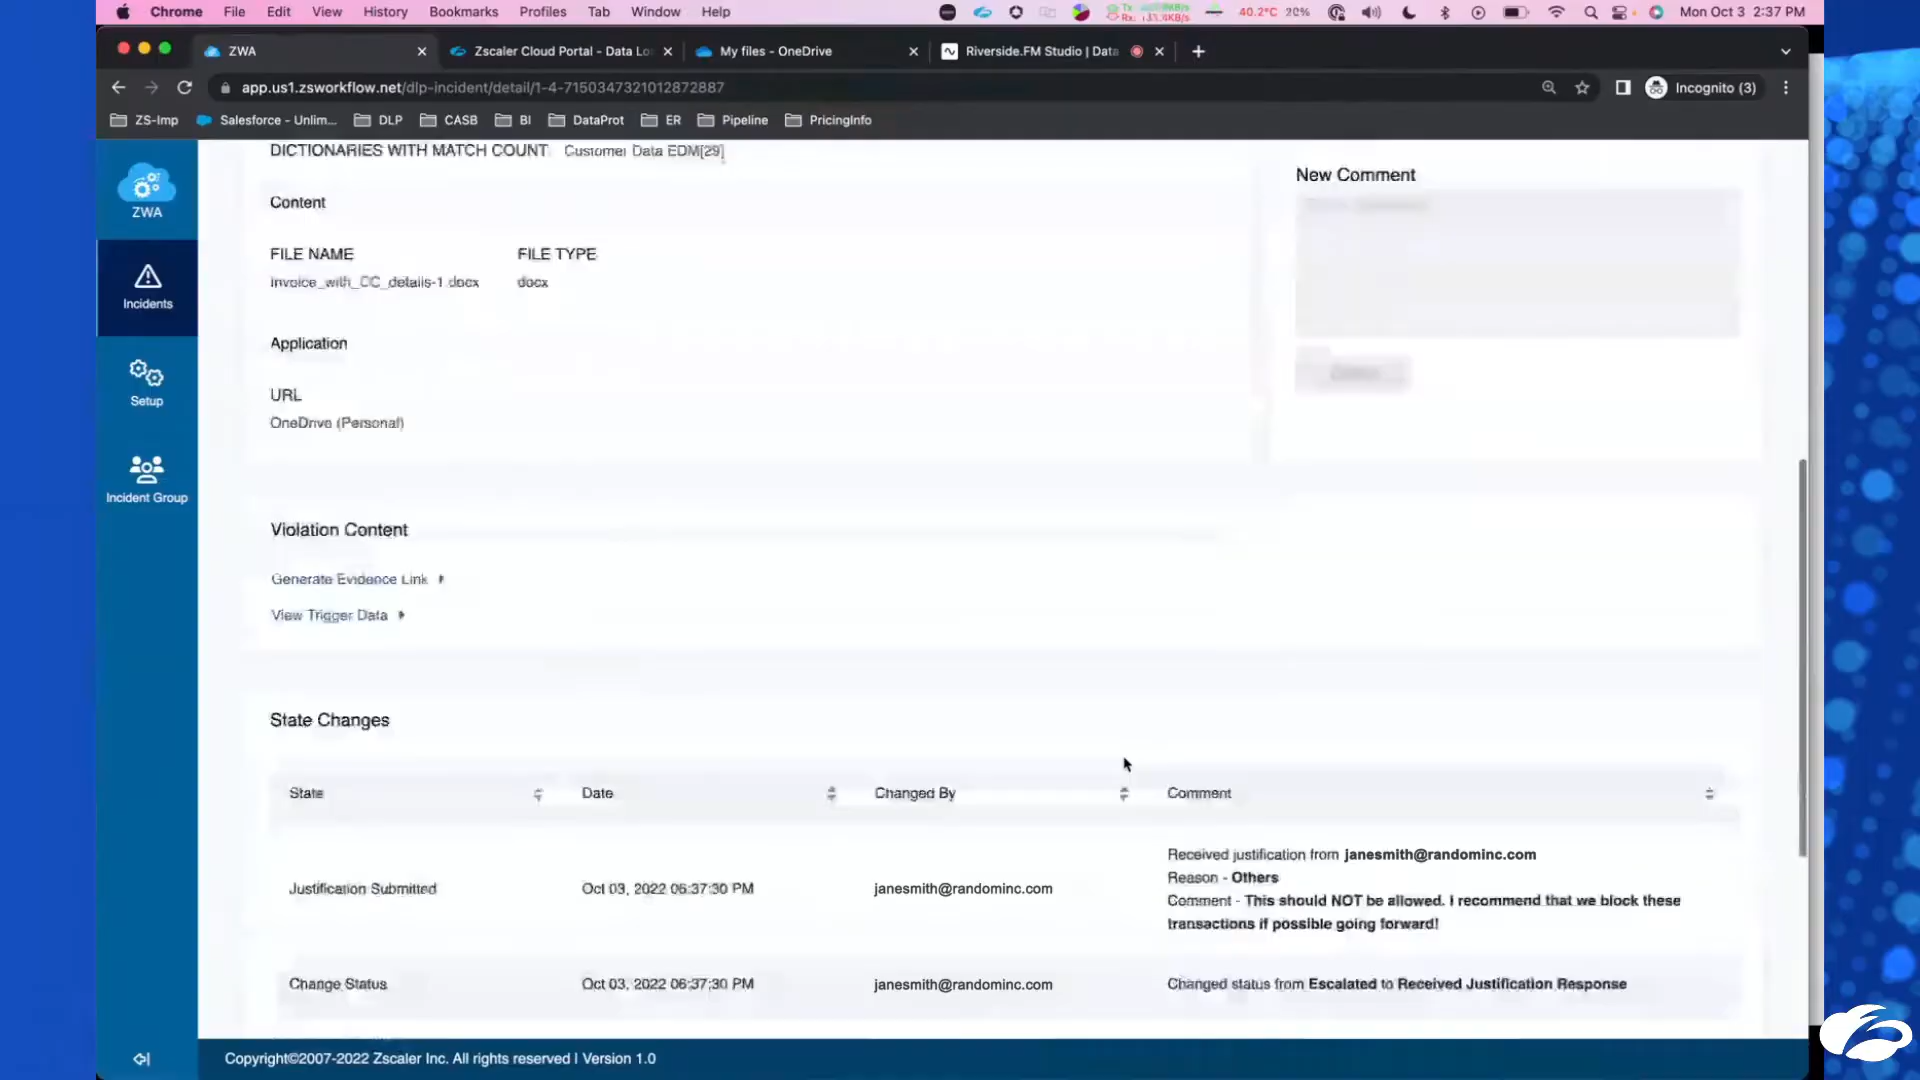 Chrome File Edit View History Bookmarks Profiles Tab Window Help 40.2°C 20% Mon Oct 3 2:37 PM
ZWA Zscaler Cloud Portal - Data Lo My files - OneDrive Riverside.FM Studio | Data
app.us1.zsworkflow.net/dlp-incident/detail/1-4-7150347321012872887 Incognito (3)
ZS-Imp Salesforce - Unlim... DLP CASB BI DataProt ER Pipeline PricingInfo
ZWA
Incidents
Setup
Incident Group
DICTIONARIES WITH MATCH COUNT Customer Data EDM[29]
Content
FILE NAME FILE TYPE
Invoice_with_CC_details-1.docx docx
Application
URL
OneDrive (Personal)
New Comment
Violation Content
Generate Evidence Link
View Trigger Data
State Changes
State Date Changed By Comment
Justification Submitted Oct 03, 2022 06:37:30 PM janesmith@randominc.com
Received justification from janesmith@randominc.com
Reason - Others
Comment - This should NOT be allowed. I recommend that we block these
transactions if possible going forward!
Change Status Oct 03, 2022 06:37:30 PM janesmith@randominc.com Changed status from Escalated to Received Justification Response
Copyright©2007-2022 Zscaler Inc. All rights reserved | Version 1.0